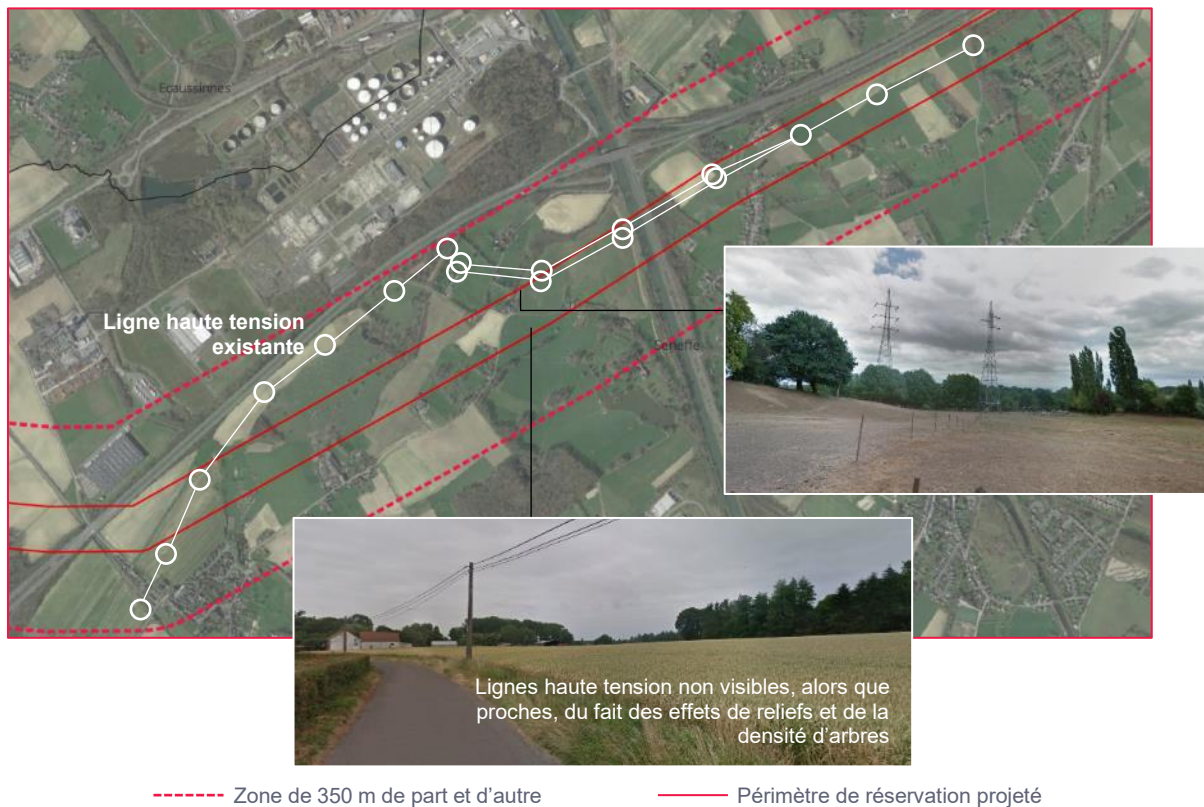 Ecaussinnes
Ligne haute tension
existante
Seneffe
Lignes haute tension non visibles, alors que
proches, du fait des effets de reliefs et de la
densité d’arbres
Zone de 350 m de part et d’autre
Périmètre de réservation projeté